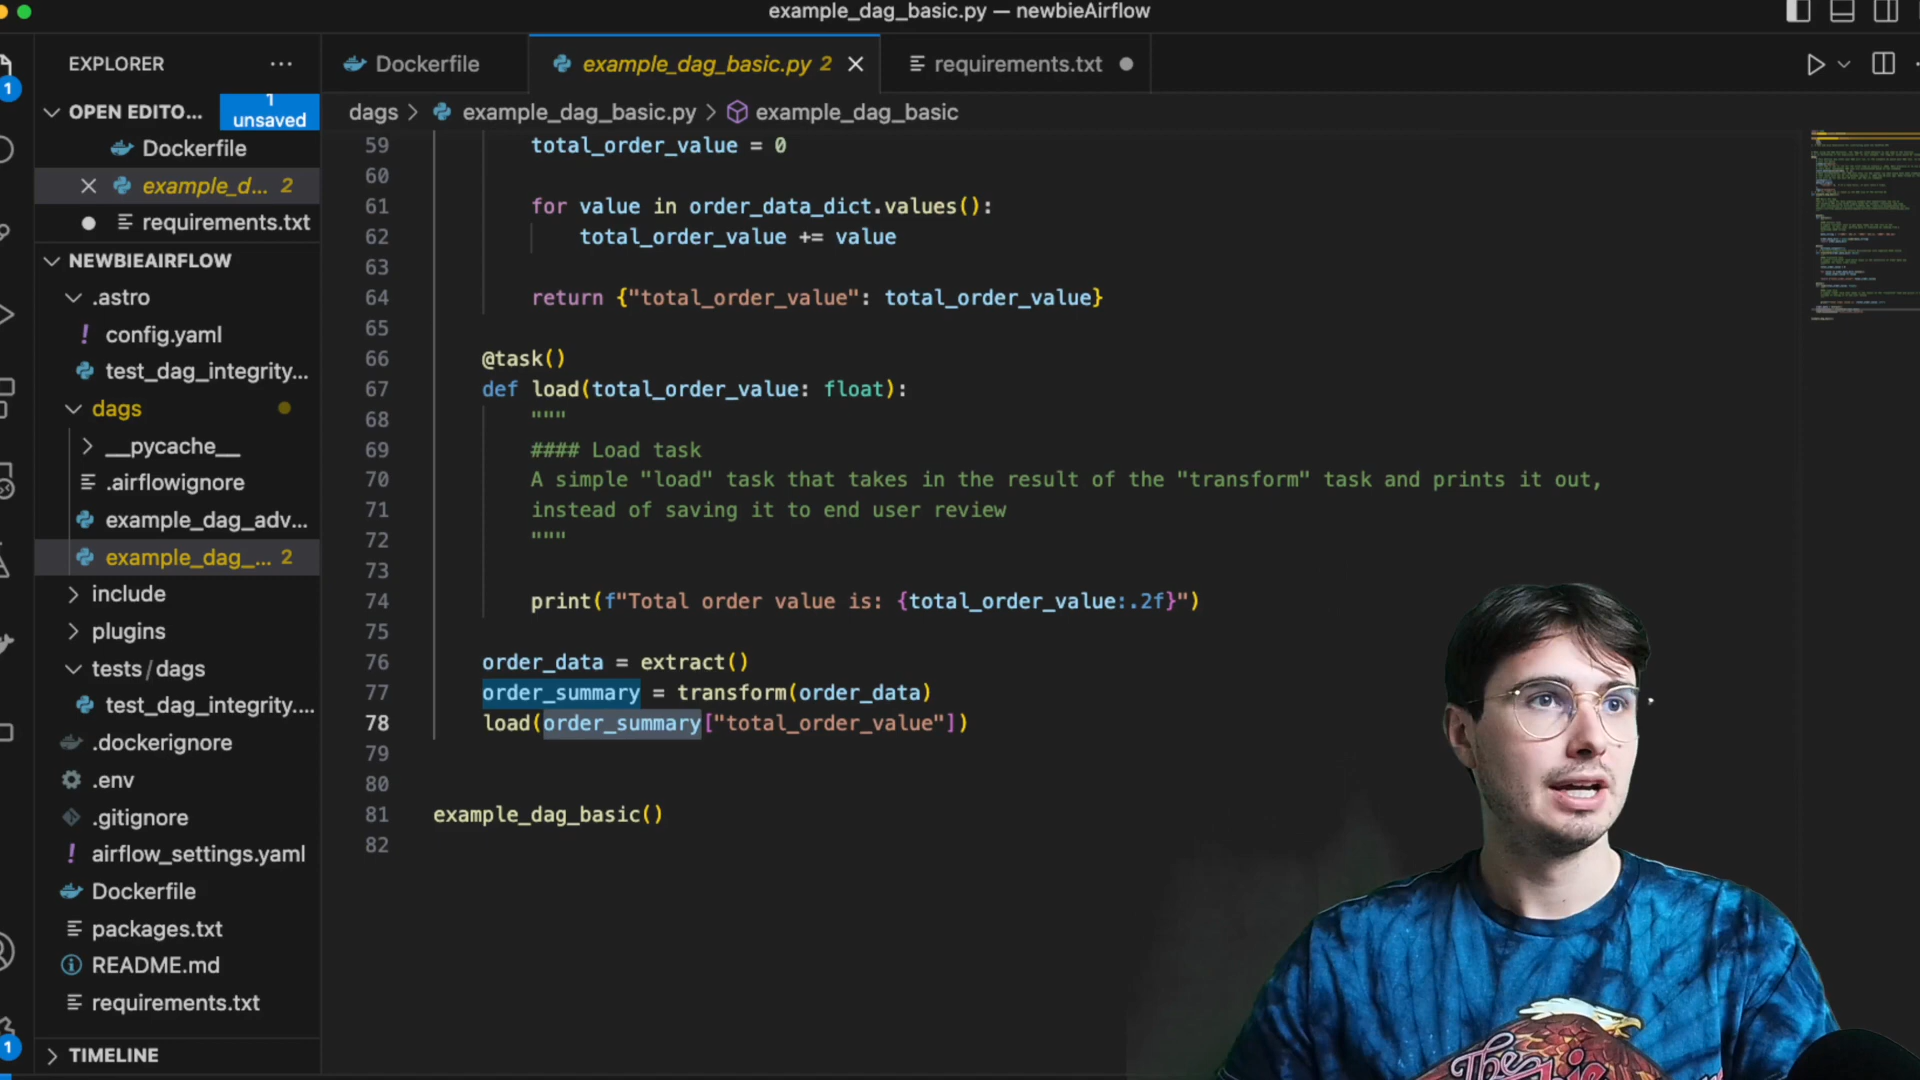 example_dag_basic.py — newbieAirflow
EXPLORER
Dockerfile
example_dag_basic.py 2
requirements.txt
1
OPEN EDITO...
1
unsaved
dags > example_dag_basic.py > example_dag_basic
Dockerfile
example_d... 2
requirements.txt
NEWBIEAIRFLOW
.astro
config.yaml
test_dag_integrity...
dags
__pycache__
.airflowignore
example_dag_adv...
example_dag_... 2
include
plugins
tests / dags
test_dag_integrity....
.dockerignore
.env
.gitignore
airflow_settings.yaml
Dockerfile
packages.txt
README.md
requirements.txt
1
TIMELINE
59 total_order_value = 0
60
61 for value in order_data_dict.values():
62 total_order_value += value
63
64 return {"total_order_value": total_order_value}
65
66 @task()
67 def load(total_order_value: float):
68 """
69 #### Load task
70 A simple "load" task that takes in the result of the "transform" task and prints it out,
71 instead of saving it to end user review
72 """
73
74 print(f"Total order value is: {total_order_value:.2f}")
75
76 order_data = extract()
77 order_summary = transform(order_data)
78 load(order_summary["total_order_value"])
79
80
81 example_dag_basic()
82
The